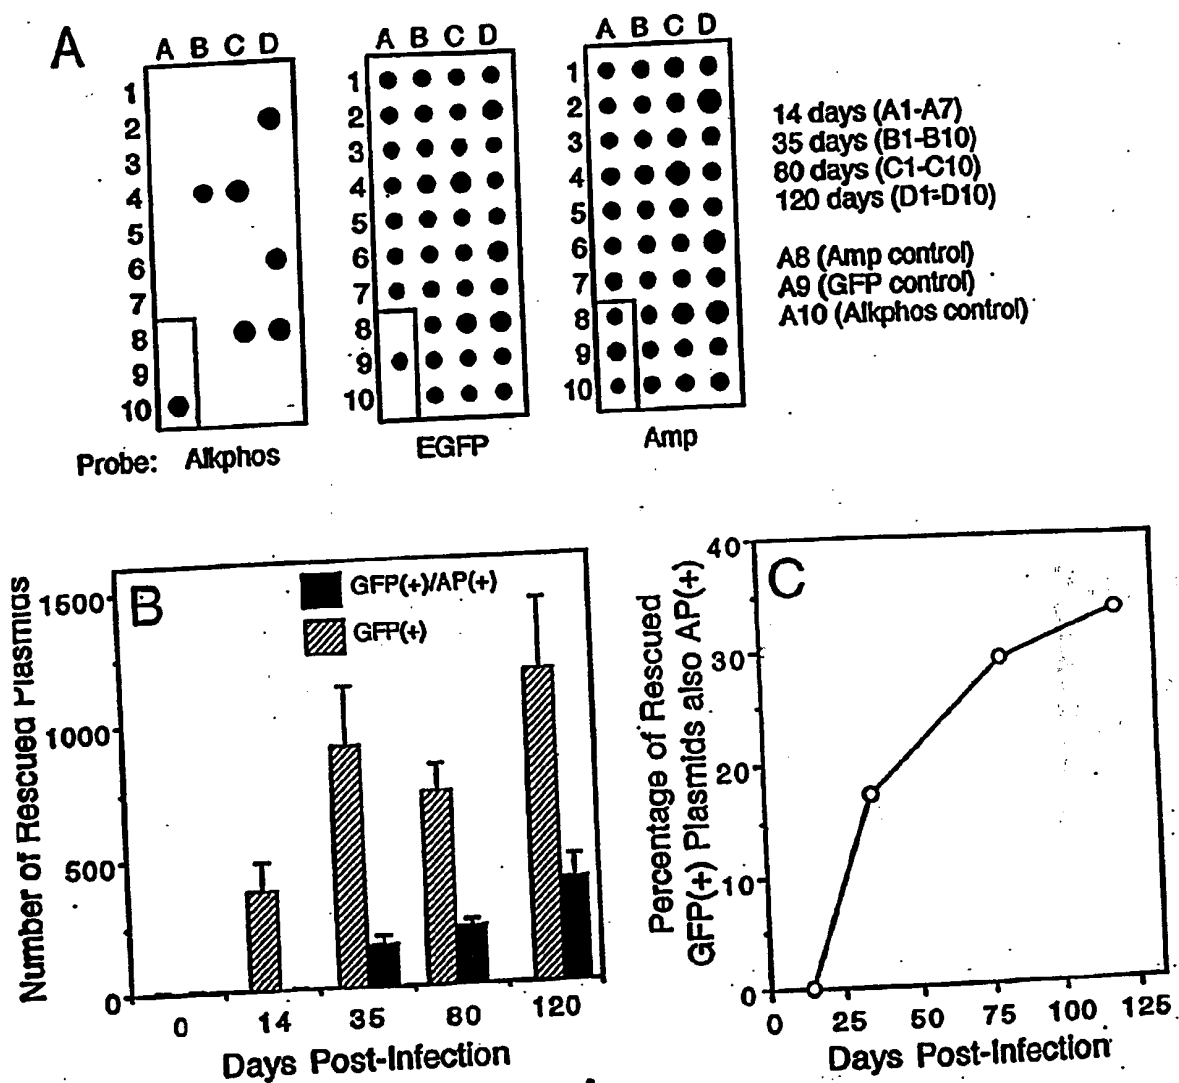 A
A B C D
1
2
3
4
5
6
7
8
9
10
A B C D
1
2
3
4
5
6
7
8
9
10
A B C D
1
2
3
4
5
6
7
8
9
10
14 days (A1-A7)
35 days (B1-B10)
80 days (C1-C10)
120 days (D1-D10)
A8 (Amp control)
A9 (GFP control)
A10 (Alkphos control)
Probe: Alkphos
EGFP
Amp
B
GFP(+)/AP(+)
GFP(+)
Number of Rescued Plasmids
1500
1000
500
0
0 14 35 80 120
Days Post-Infection
C
Percentage of Rescued
GFP(+) Plasmids also AP(+)
40
30
20
10
0
0 25 50 75 100 125
Days Post-Infection